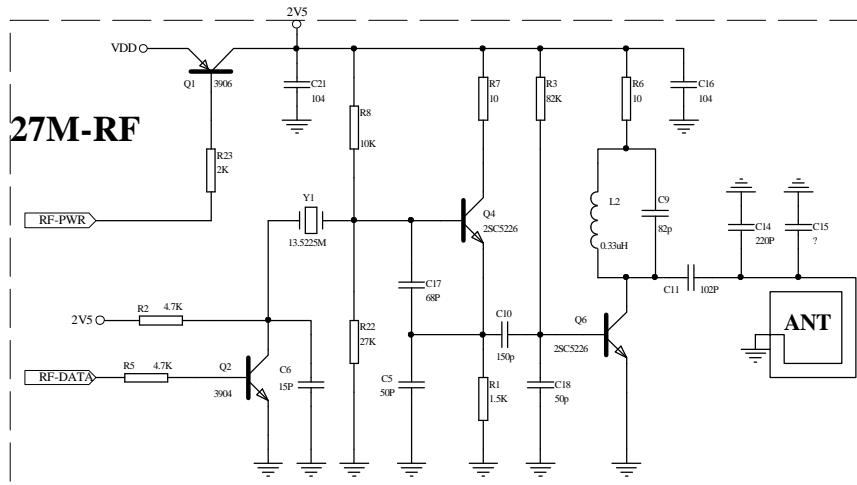 2V5
VDD
Q1
3906
C21
104
R8
10K
R7
10
R3
82K
R6
10
C16
104
27M-RF
R23
2K
RF-PWR
Y1
13.5225M
Q4
2SC5226
L2
0.33uH
C9
82p
C14
220P
C15
?
C11
102P
ANT
C17
68P
2V5
R2
4.7K
R22
27K
C10
150p
Q6
2SC5226
RF-DATA
R5
4.7K
Q2
3904
C6
15P
C5
50P
R1
1.5K
C18
50p